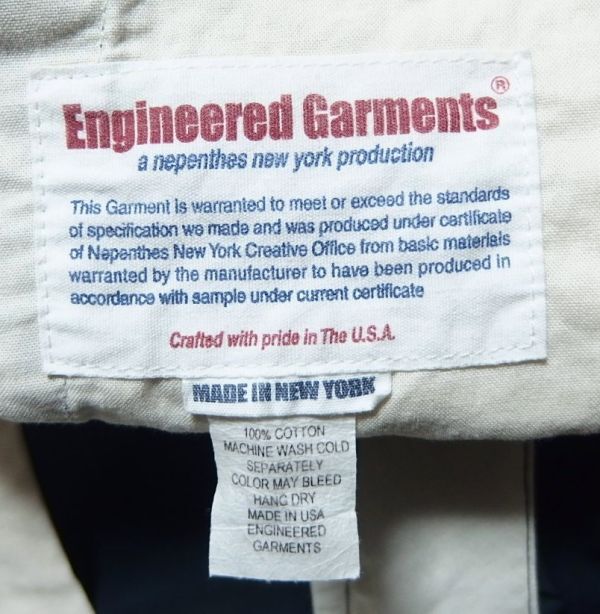 Engineered Garments®
a nepenthes new york production
This Garment is warranted to meet or exceed the standards
of specification we made and was produced under certificate
of Nepenthes New York Creative Office from basic materials
warranted by the manufacturer to have been produced in
accordance with sample under current certificate
Crafted with pride in The U.S.A.
MADE IN NEW YORK
100% COTTON
MACHINE WASH COLD
SEPARATELY
COLOR MAY BLEED
HANG DRY
MADE IN USA
ENGINEERED
GARMENTS